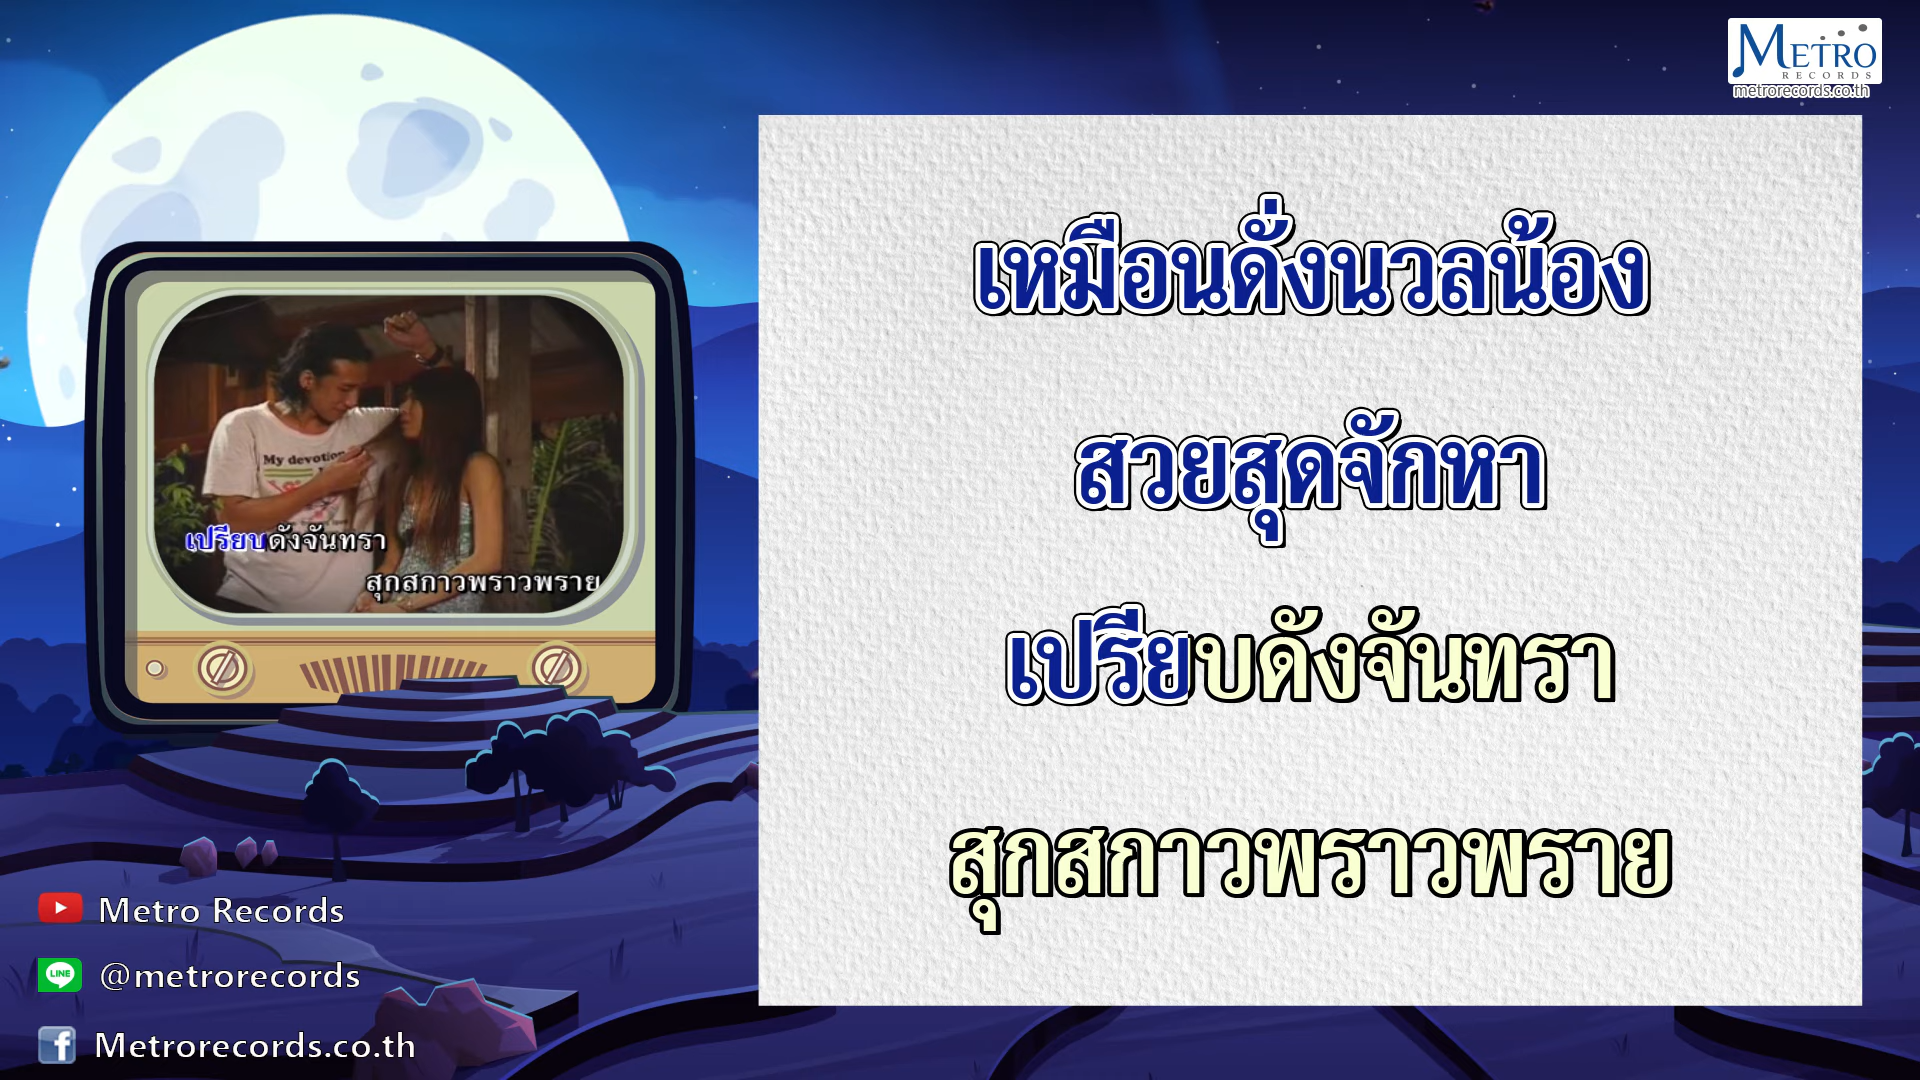 METRO
RECORDS
metrorecords.co.th
เหมือนดั่งนวลน้อง
สวยสุดจักหา
เปรียบดังจันทรา
สุกสกาวพราวพราย
My devotion
เปรียบดังจันทรา
สุกสกาวพราวพราย
Metro Records
LINE
@metrorecords
f
Metrorecords.co.th